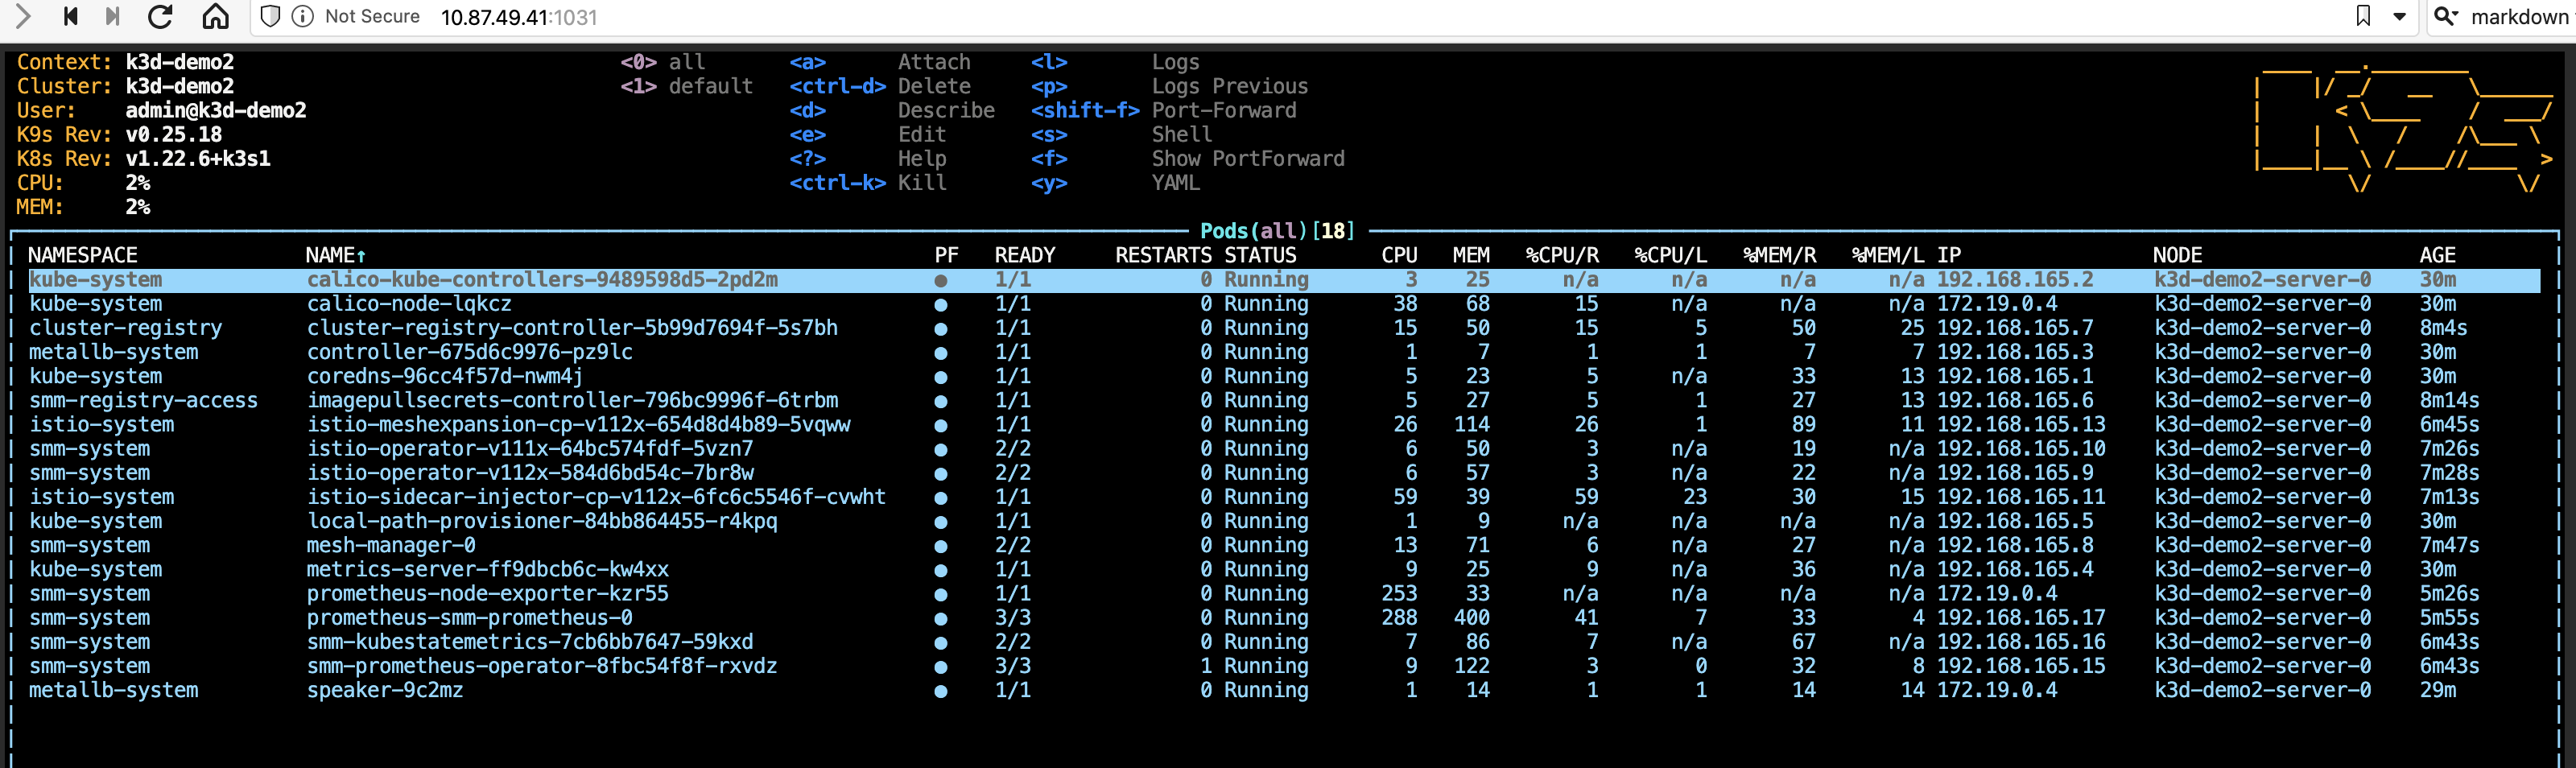 Not Secure 10.87.49.41:1031 markdown
Context: k3d-demo2 <0> all <a> Attach <l> Logs
Cluster: k3d-demo2 <1> default <ctrl-d> Delete <p> Logs Previous
User: admin@k3d-demo2 <d> Describe <shift-f> Port-Forward
K9s Rev: v0.25.18 <e> Edit <s> Shell
K8s Rev: v1.22.6+k3s1 <?> Help <f> Show PortForward
CPU: 2% <ctrl-k> Kill <y> YAML
MEM: 2%
K9s
Pods(all)[18]
NAMESPACE NAME↑ PF READY RESTARTS STATUS CPU MEM %CPU/R %CPU/L %MEM/R %MEM/L IP NODE AGE
kube-system calico-kube-controllers-9489598d5-2pd2m ● 1/1 0 Running 3 25 n/a n/a n/a n/a 192.168.165.2 k3d-demo2-server-0 30m
kube-system calico-node-lqkcz ● 1/1 0 Running 38 68 15 n/a n/a n/a 172.19.0.4 k3d-demo2-server-0 30m
cluster-registry cluster-registry-controller-5b99d7694f-5s7bh ● 1/1 0 Running 15 50 15 5 50 25 192.168.165.7 k3d-demo2-server-0 8m4s
metallb-system controller-675d6c9976-pz9lc ● 1/1 0 Running 1 7 1 1 7 7 192.168.165.3 k3d-demo2-server-0 30m
kube-system coredns-96cc4f57d-nwm4j ● 1/1 0 Running 5 23 5 n/a 33 13 192.168.165.1 k3d-demo2-server-0 30m
smm-registry-access imagepullsecrets-controller-796bc9996f-6trbm ● 1/1 0 Running 5 27 5 1 27 13 192.168.165.6 k3d-demo2-server-0 8m14s
istio-system istio-meshexpansion-cp-v112x-654d8d4b89-5vqww ● 1/1 0 Running 26 114 26 1 89 11 192.168.165.13 k3d-demo2-server-0 6m45s
smm-system istio-operator-v111x-64bc574fdf-5vzn7 ● 2/2 0 Running 6 50 3 n/a 19 n/a 192.168.165.10 k3d-demo2-server-0 7m26s
smm-system istio-operator-v112x-584d6bd54c-7br8w ● 2/2 0 Running 6 57 3 n/a 22 n/a 192.168.165.9 k3d-demo2-server-0 7m28s
istio-system istio-sidecar-injector-cp-v112x-6fc6c5546f-cvwht ● 1/1 0 Running 59 39 59 23 30 15 192.168.165.11 k3d-demo2-server-0 7m13s
kube-system local-path-provisioner-84bb864455-r4kpq ● 1/1 0 Running 1 9 n/a n/a n/a n/a 192.168.165.5 k3d-demo2-server-0 30m
smm-system mesh-manager-0 ● 2/2 0 Running 13 71 6 n/a 27 n/a 192.168.165.8 k3d-demo2-server-0 7m47s
kube-system metrics-server-ff9dbcb6c-kw4xx ● 1/1 0 Running 9 25 9 n/a 36 n/a 192.168.165.4 k3d-demo2-server-0 30m
smm-system prometheus-node-exporter-kzr55 ● 1/1 0 Running 253 33 n/a n/a n/a n/a 172.19.0.4 k3d-demo2-server-0 5m26s
smm-system prometheus-smm-prometheus-0 ● 3/3 0 Running 288 400 41 7 33 4 192.168.165.17 k3d-demo2-server-0 5m55s
smm-system smm-kubestatemetrics-7cb6bb7647-59kxd ● 2/2 0 Running 7 86 7 n/a 67 n/a 192.168.165.16 k3d-demo2-server-0 6m43s
smm-system smm-prometheus-operator-8fbc54f8f-rxvdz ● 3/3 1 Running 9 122 3 0 32 8 192.168.165.15 k3d-demo2-server-0 6m43s
metallb-system speaker-9c2mz ● 1/1 0 Running 1 14 1 1 14 14 172.19.0.4 k3d-demo2-server-0 29m